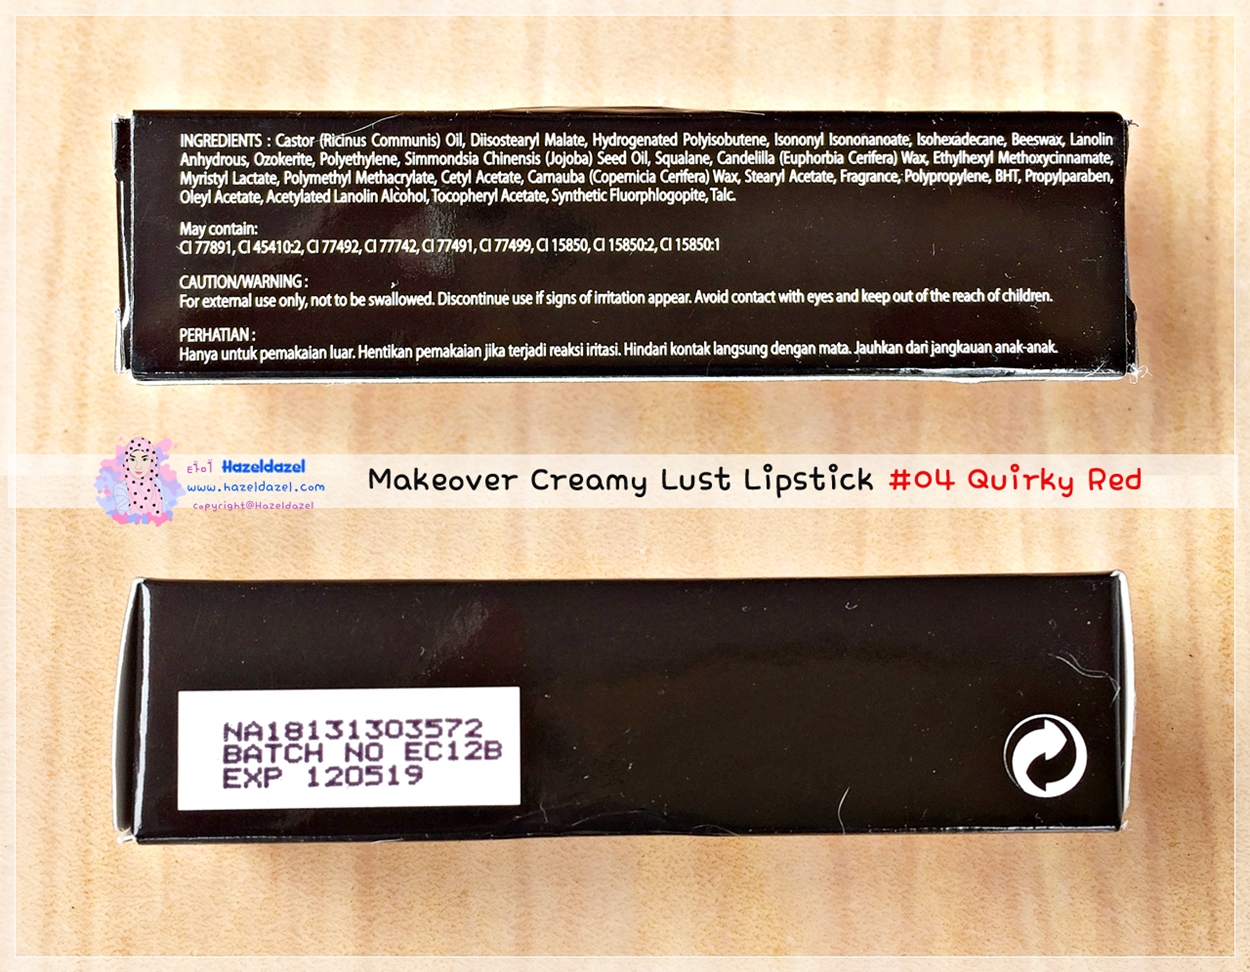 INGREDIENTS : Castor (Ricinus Communis) Oil, Diisostearyl Malate, Hydrogenated Polyisobutene, Isononyl Isononanoate, Isohexadecane, Beeswax, Lanolin
Anhydrous, Ozokerite, Polyethylene, Simmondsia Chinensis (Jojoba) Seed Oil, Squalane, Candelilla (Euphorbia Cerifera) Wax, Ethylhexyl Methoxycinnamate,
Myristyl Lactate, Polymethyl Methacrylate, Cetyl Acetate, Carnauba (Copernicia Cerifera) Wax, Stearyl Acetate, Fragrance, Polypropylene, BHT, Propylparaben,
Oleyl Acetate, Acetylated Lanolin Alcohol, Tocopheryl Acetate, Synthetic Fluorphlogopite, Talc.
May contain:
CI 77891, CI 45410:2, CI 77492, CI 77742, CI 77491, CI 77499, CI 15850, CI 15850:2, CI 15850:1
CAUTION/WARNING :
For external use only, not to be swallowed. Discontinue use if signs of irritation appear. Avoid contact with eyes and keep out of the reach of children.
PERHATIAN :
Hanya untuk pemakaian luar. Hentikan pemakaian jika terjadi reaksi iritasi. Hindari kontak langsung dengan mata. Jauhkan dari jangkauan anak-anak.
Hazeldazel
www.hazeldazel.com
copyright@Hazeldazel
Makeover Creamy Lust Lipstick #04 Quirky Red
NA18131303572
BATCH NO EC12B
EXP 120519